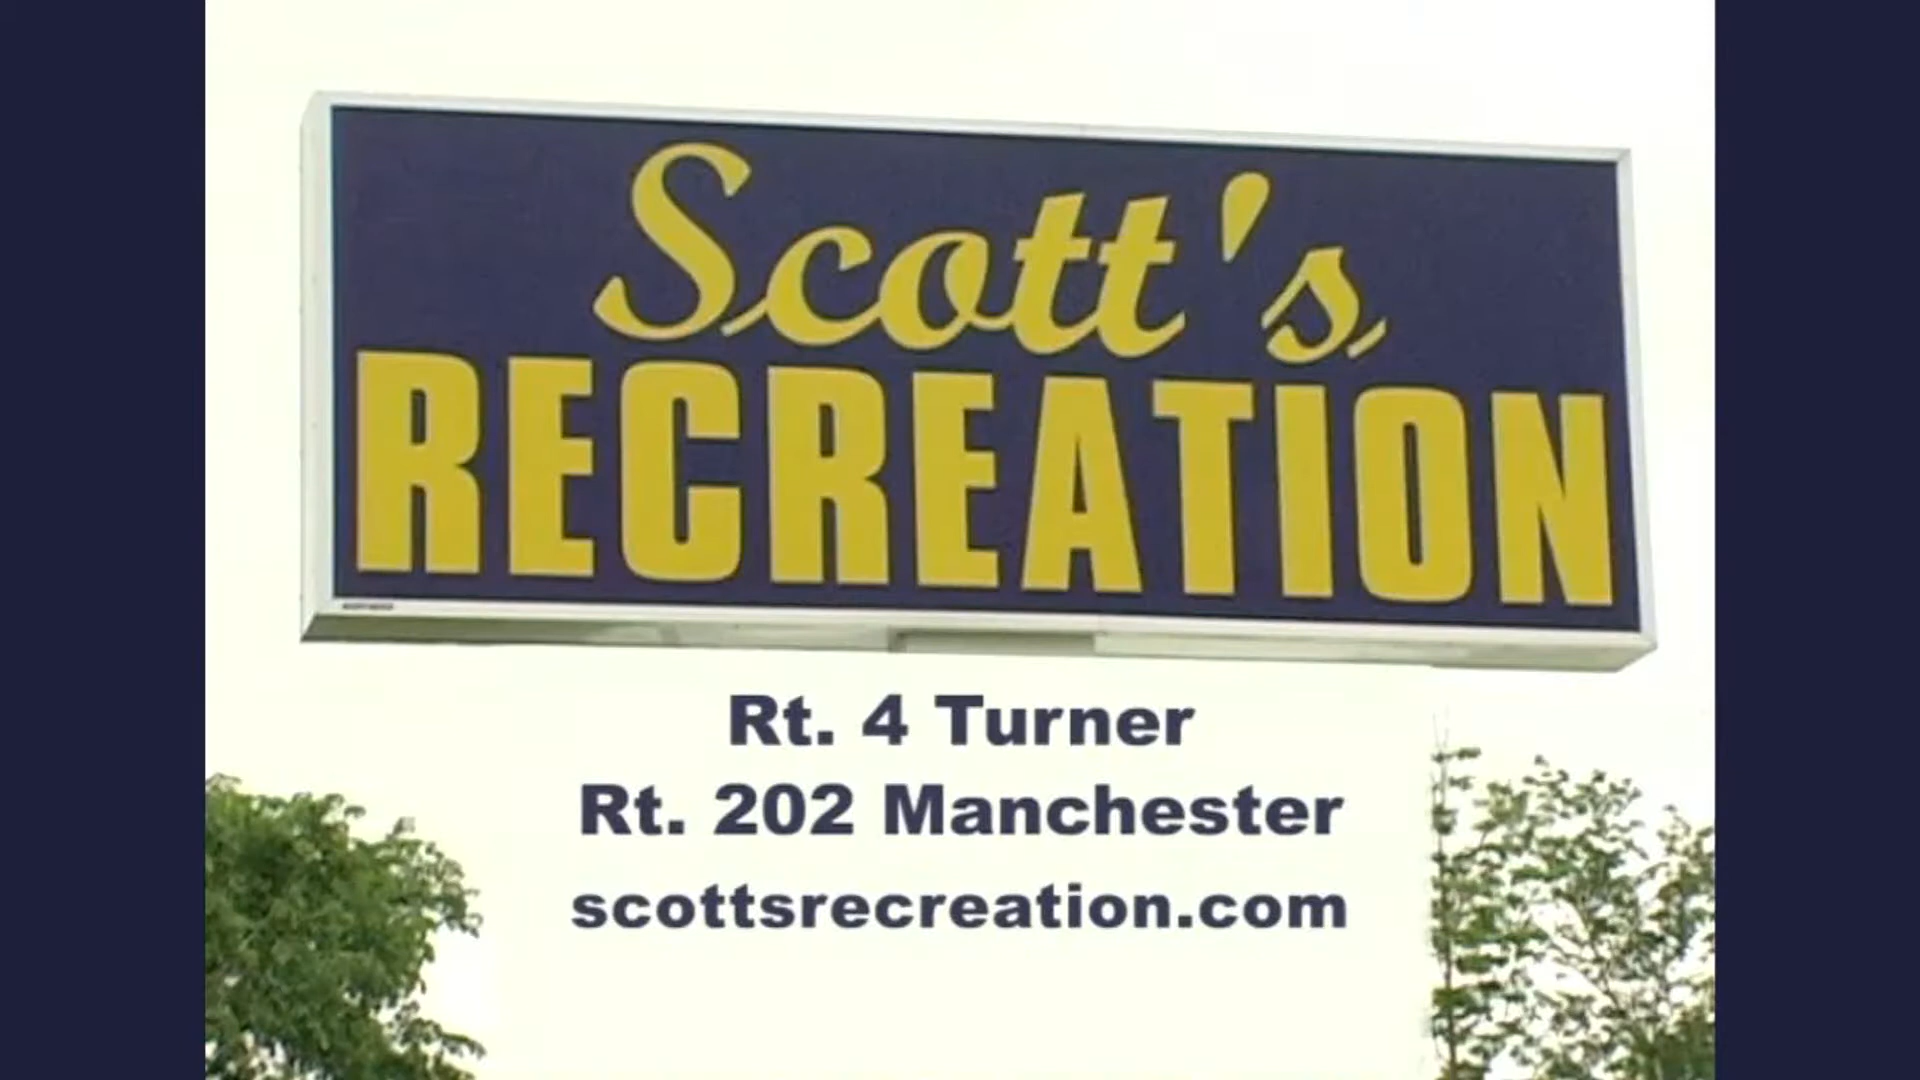 Scott's
RECREATION
Rt. 4 Turner
Rt. 202 Manchester
scottsrecreation.com